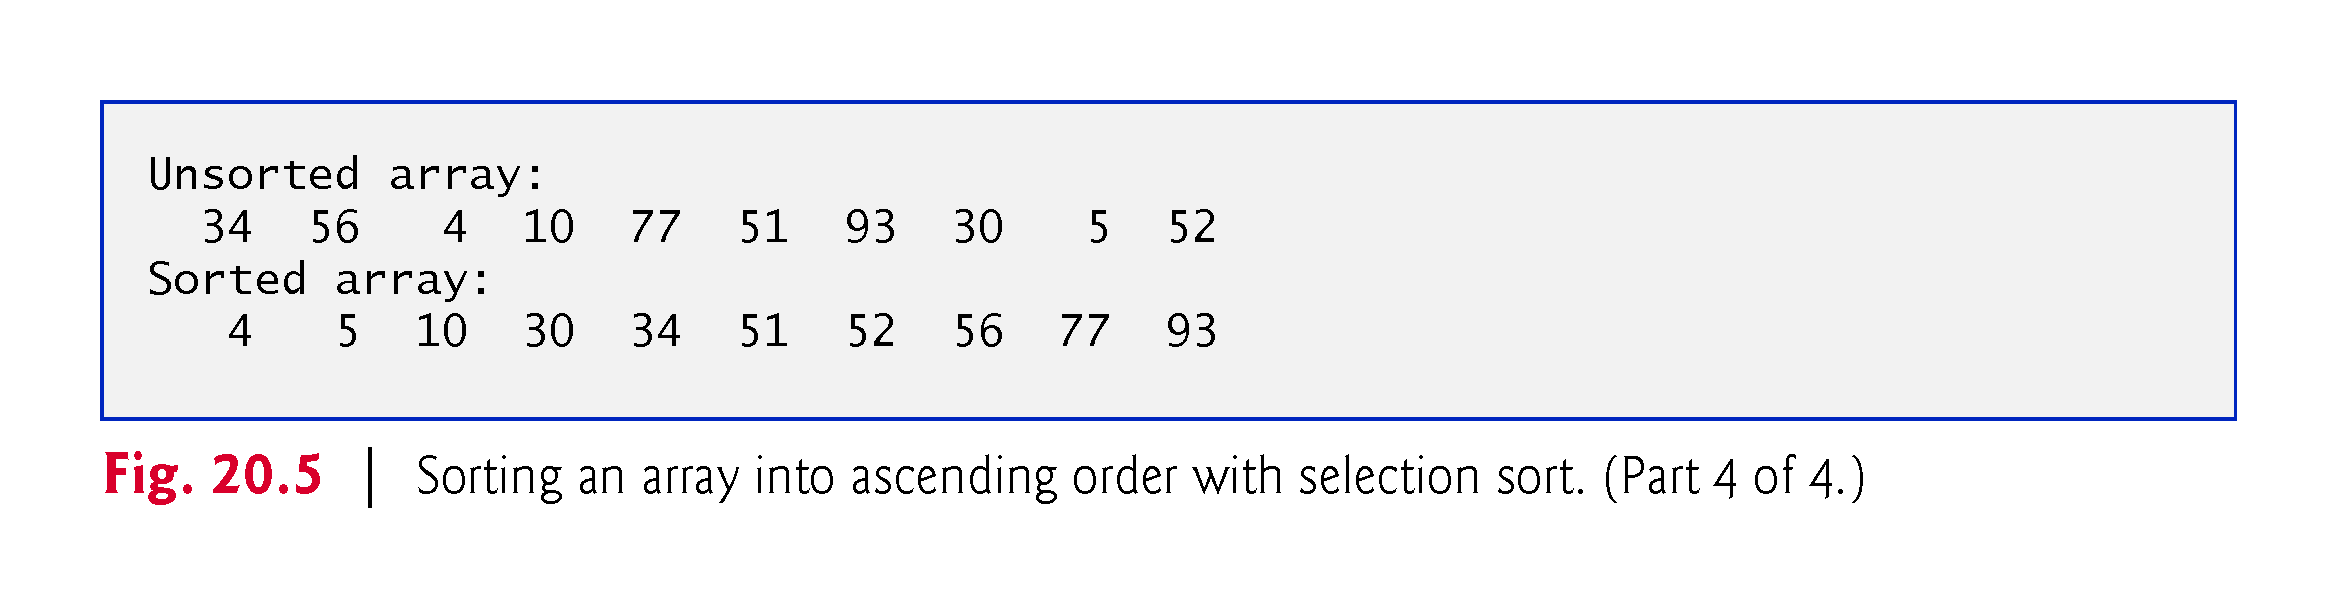 Unsorted array:
34 56 4 10 77 51 93 30 5 52
Sorted array:
4 5 10 30 34 51 52 56 77 93
Fig. 20.5 | Sorting an array into ascending order with selection sort. (Part 4 of 4.)